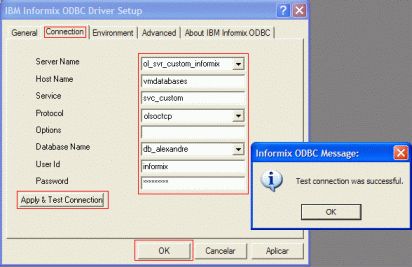 IBM Informix ODBC Driver Setup
General Connection Environment Advanced About IBM Informix ODBC
Server Name ol_svr_custom_informix
Host Name vmdatabases
Service svc_custom
Protocol olsoctcp
Options
Database Name db_alexandre
User Id informix
Password ********
Apply & Test Connection
OK Cancelar Aplicar
Informix ODBC Message:
Test connection was successful.
OK